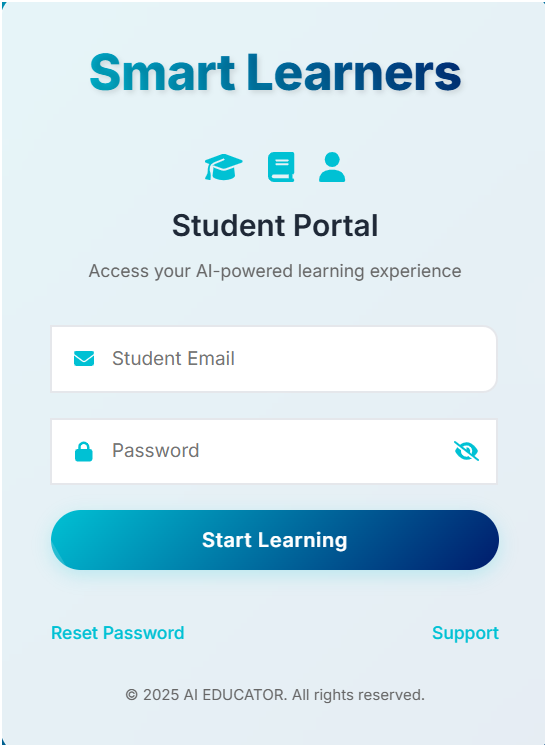 Smart Learners
Student Portal
Access your AI-powered learning experience
Student Email
Password
Start Learning
Reset Password Support
© 2025 AI EDUCATOR. All rights reserved.